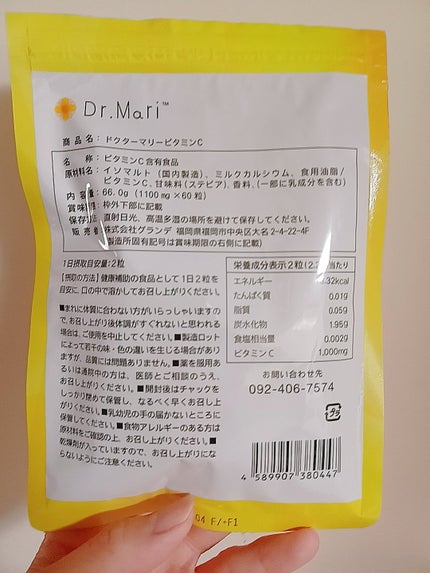 Dr.Mari™
商品名：ドクターマリービタミンC
名 称：ビタミンC含有食品
原材料名：イソマルト（国内製造）、ミルクカルシウム、食用油脂/
ビタミンC、甘味料（ステビア）、香料、（一部に乳成分を含む）
内容量：66.0g（1100mg×60粒）
賞味期限：枠外下部に記載
保存方法：直射日光、高温多湿の場所を避けて保存してください。
販売者：株式会社グランデ 福岡県福岡市中央区大名2-4-22-4F
製造所固有記号は賞味期限の右側に記載）
1日摂取目安量：2粒
【摂取の方法】健康補助の食品として1日2粒を
目安に、口の中で溶かしてお召し上がりください。
■まれに体質に合わない方がいらっしゃいますの
で、お召し上がり後体調がすぐれないと思われる
場合は、ご使用を中止してください。■製造ロット
によって若干の味・色の違いを生じる場合があり
ますが、品質には問題ありません。■薬を服用あ
るいは通院中の方は、医師とご相談のうえ、
お召し上がりください。■開封後はチャックを
しっかり閉めて保管し、なるべく早くお召し上
がりください。■乳幼児の手の届かないところに
保管してください。■食物アレルギーのある方は
原材料をご確認の上、お召し上がりください。■
乾燥剤が入っていますので、お召し上がりにな
らないようにご注意ください。
栄養成分表示2粒(2.2g)当たり
エネルギー .32kcal
たんぱく質 0.01g
脂質 0.05g
炭水化物 1.95g
食塩相当量 0.002g
ビタミンC 1,000mg
お問い合わせ先
092-406-7574
プラ
4 589907 380447
04 F/+F1